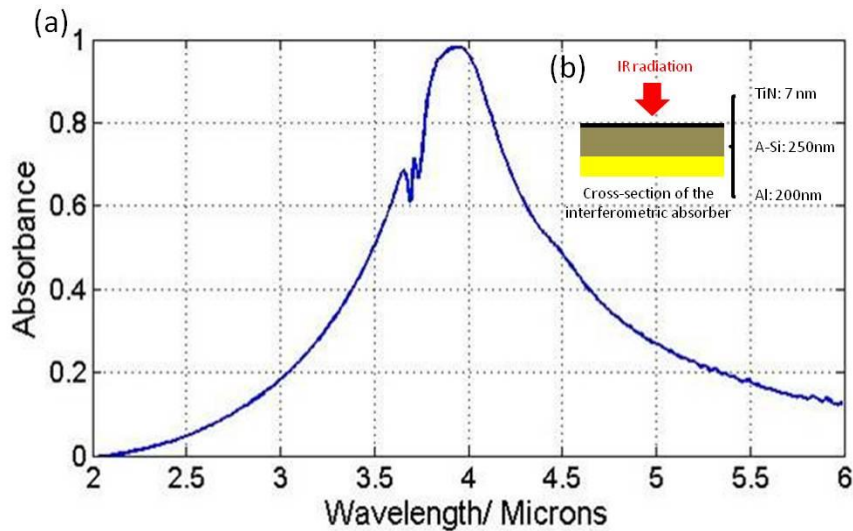 (a)
1
0.8
0.6
0.4
0.2
0
Absorbance
2
2.5
3
3.5
4
4.5
5
5.5
6
Wavelength/ Microns
(b)
IR radiation
TiN: 7 nm
A-Si: 250nm
Al: 200nm
Cross-section of the
interferometric absorber